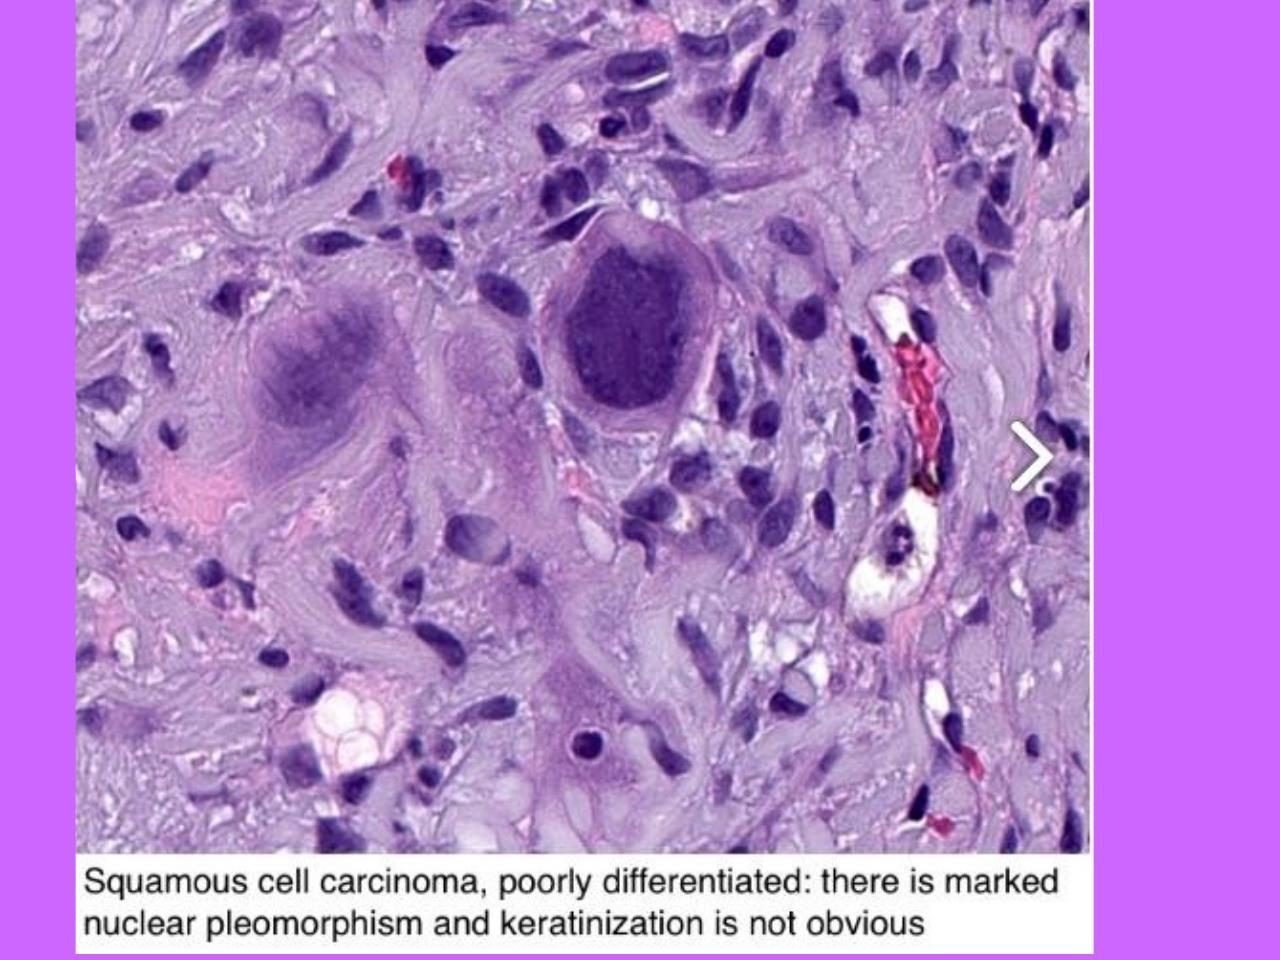 Squamous cell carcinoma, poorly differentiated: there is marked
nuclear pleomorphism and keratinization is not obvious